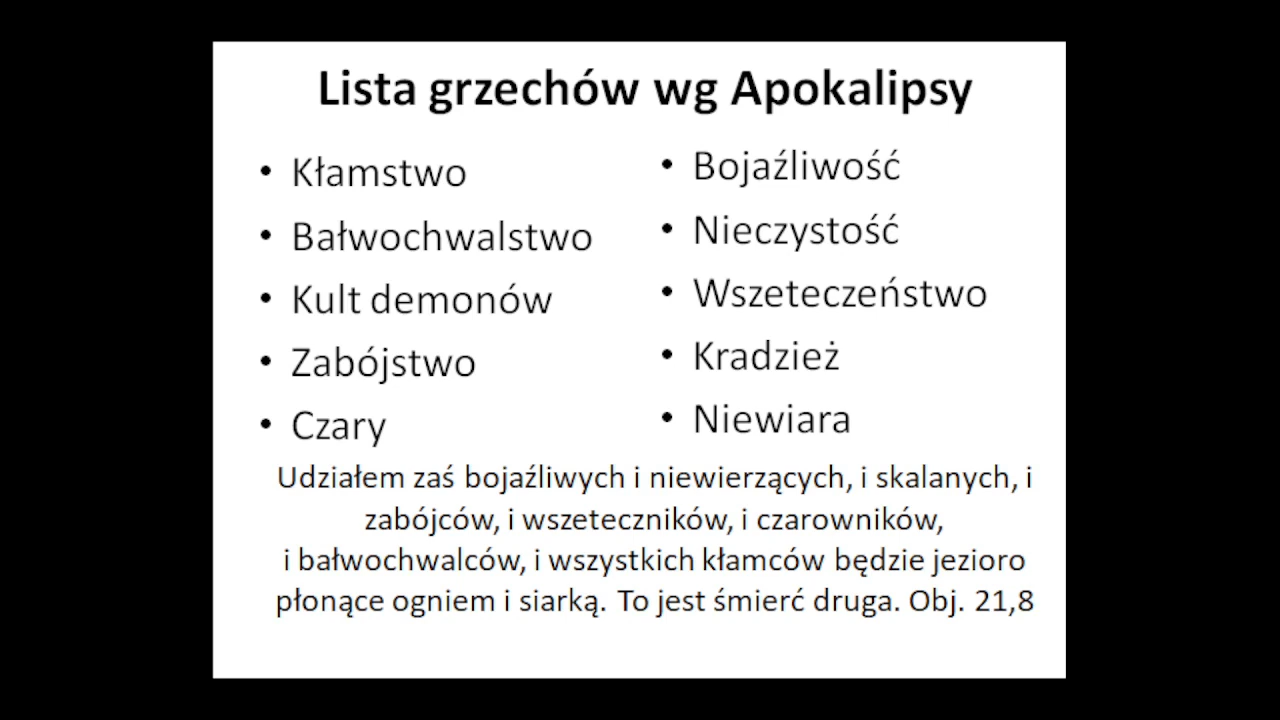 Lista grzechów wg Apokalipsy
• Kłamstwo
• Bałwochwalstwo
• Kult demonów
• Zabójstwo
• Czary
• Bojaźliwość
• Nieczystość
• Wszeteczeństwo
• Kradzież
• Niewiara
Udziałem zaś bojaźliwych i niewierzących, i skalanych, i
zabójców, i wszeteczników, i czarowników,
i bałwochwalców, i wszystkich kłamców będzie jezioro
płonące ogniem i siarką. To jest śmierć druga. Obj. 21,8